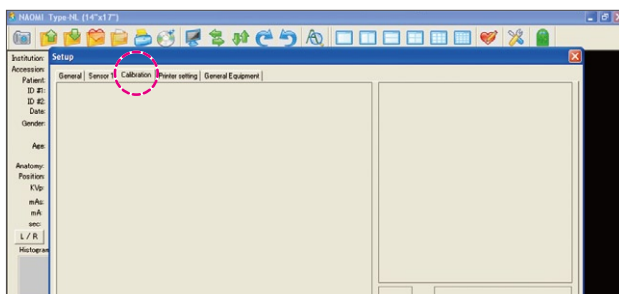 NAOMI Type-NL (14"x17")
Institution:
Setup
Accession
General Sensor 1 Calibration Printer setting General Equipment
Patient
ID #1:
ID #2:
Date:
Gender:
Age:
Anatomy:
Position:
KVp:
mAs:
mA:
sec:
L / R
Histogram